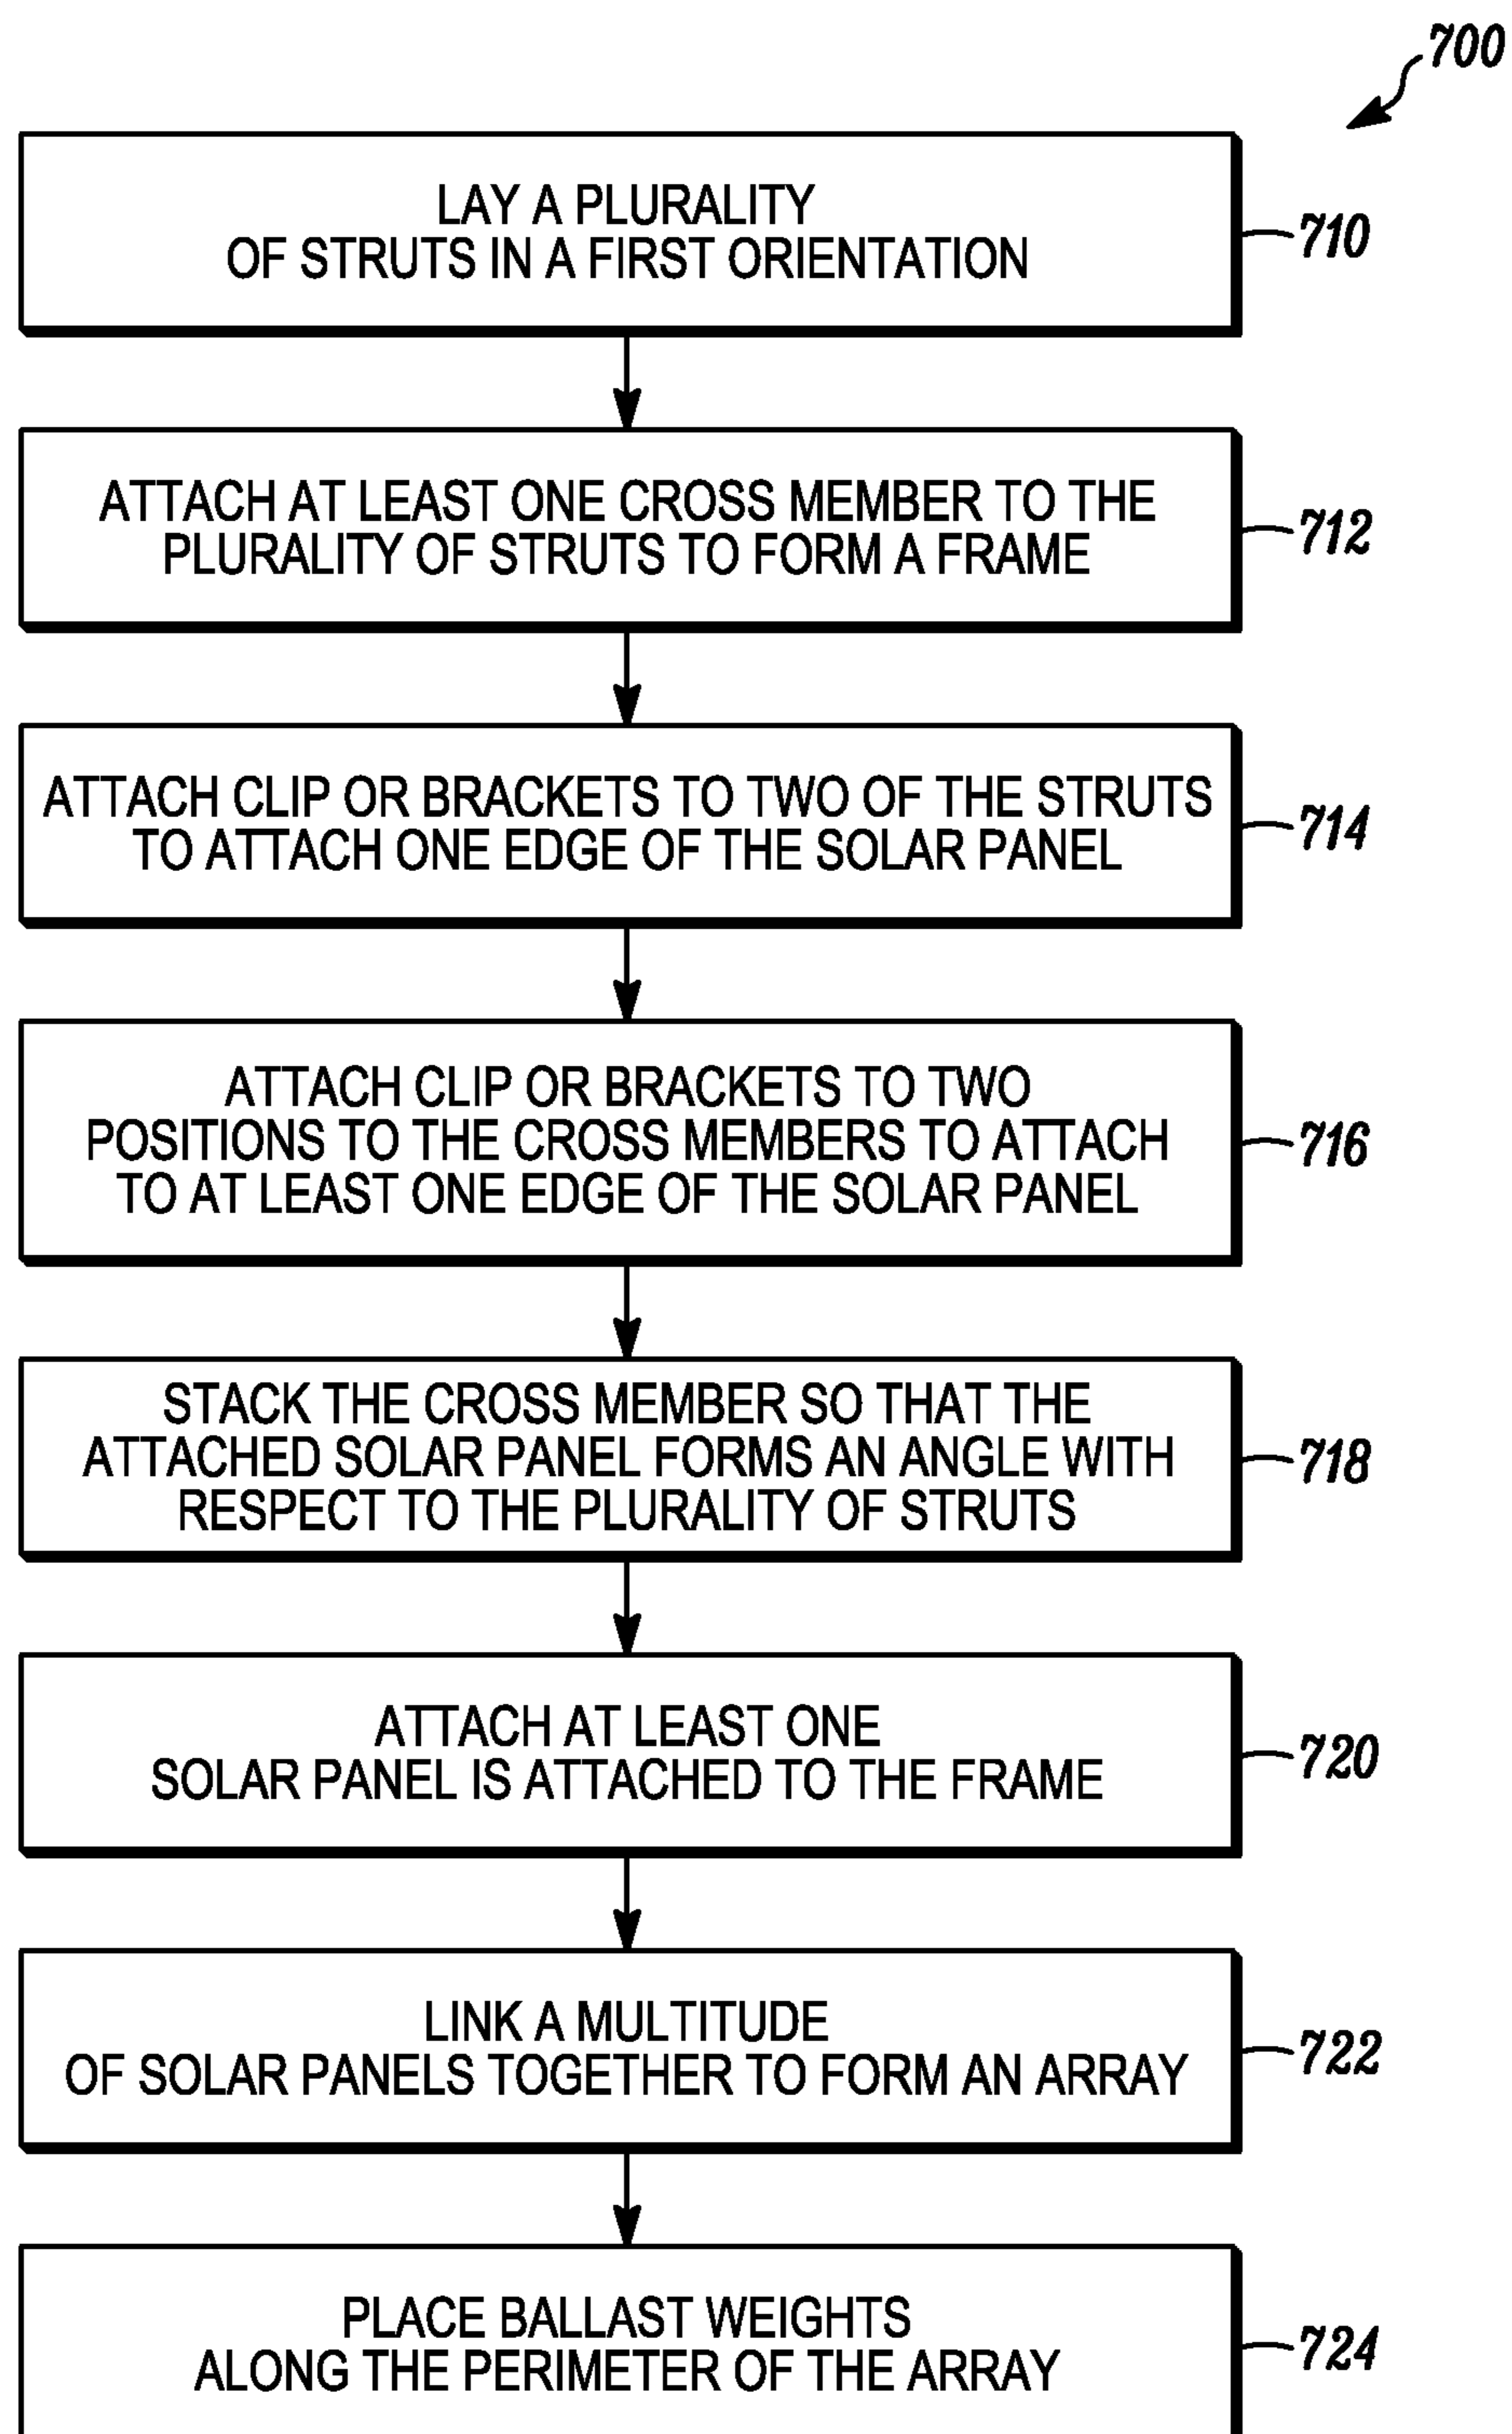 700
LAY A PLURALITY
OF STRUTS IN A FIRST ORIENTATION
710
ATTACH AT LEAST ONE CROSS MEMBER TO THE
PLURALITY OF STRUTS TO FORM A FRAME
712
ATTACH CLIP OR BRACKETS TO TWO OF THE STRUTS
TO ATTACH ONE EDGE OF THE SOLAR PANEL
714
ATTACH CLIP OR BRACKETS TO TWO
POSITIONS TO THE CROSS MEMBERS TO ATTACH
TO AT LEAST ONE EDGE OF THE SOLAR PANEL
716
STACK THE CROSS MEMBER SO THAT THE
ATTACHED SOLAR PANEL FORMS AN ANGLE WITH
RESPECT TO THE PLURALITY OF STRUTS
718
ATTACH AT LEAST ONE
SOLAR PANEL IS ATTACHED TO THE FRAME
720
LINK A MULTITUDE
OF SOLAR PANELS TOGETHER TO FORM AN ARRAY
722
PLACE BALLAST WEIGHTS
ALONG THE PERIMETER OF THE ARRAY
724